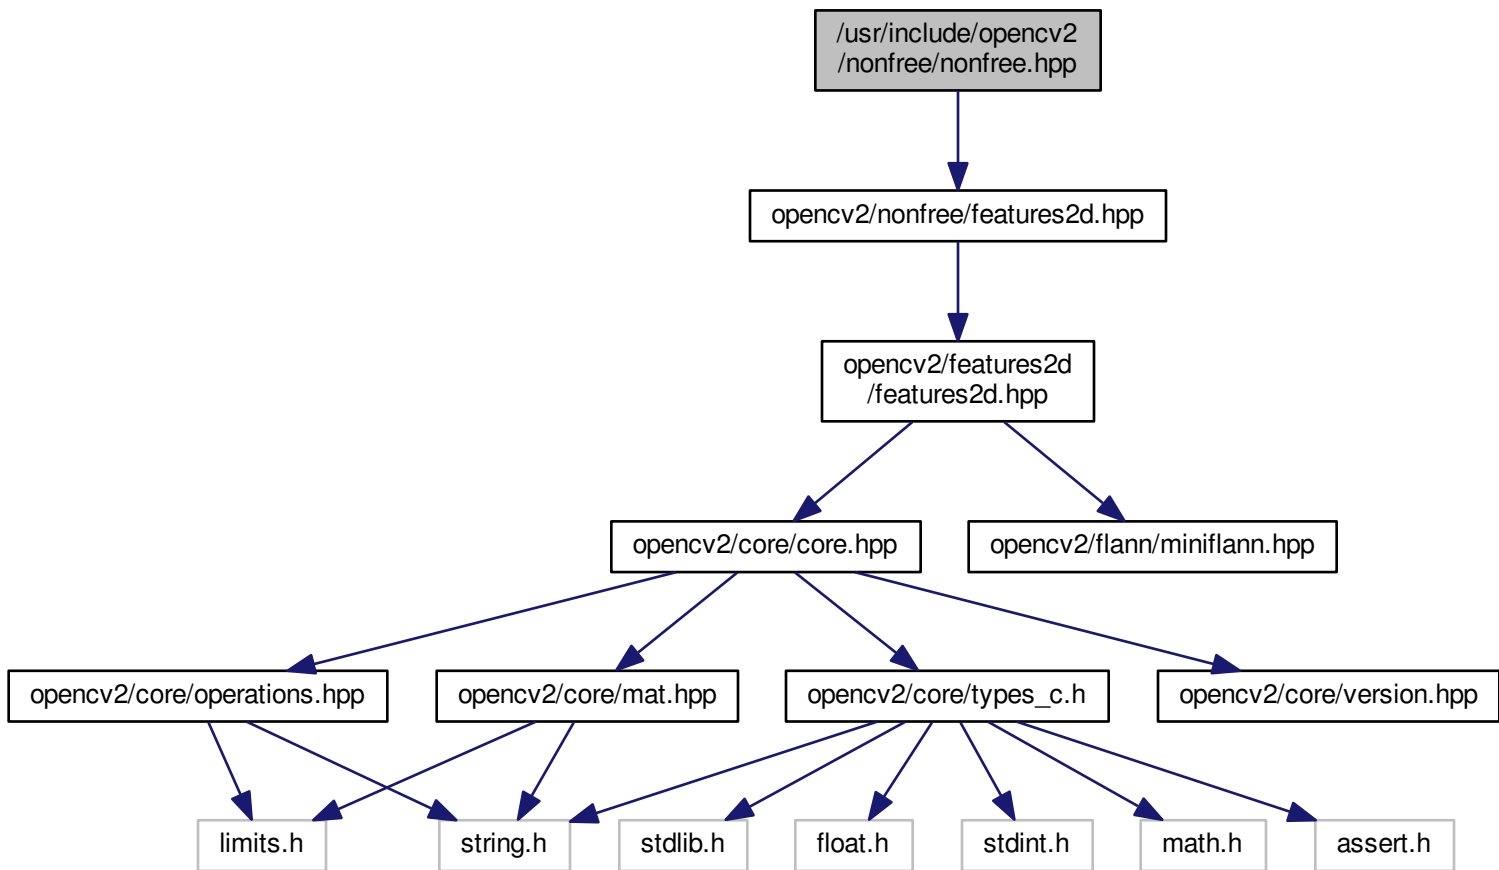 /usr/include/opencv2
/nonfree/nonfree.hpp
opencv2/nonfree/features2d.hpp
opencv2/features2d
/features2d.hpp
opencv2/core/core.hpp
opencv2/flann/miniflann.hpp
opencv2/core/operations.hpp
opencv2/core/mat.hpp
opencv2/core/types_c.h
opencv2/core/version.hpp
limits.h
string.h
stdlib.h
float.h
stdint.h
math.h
assert.h